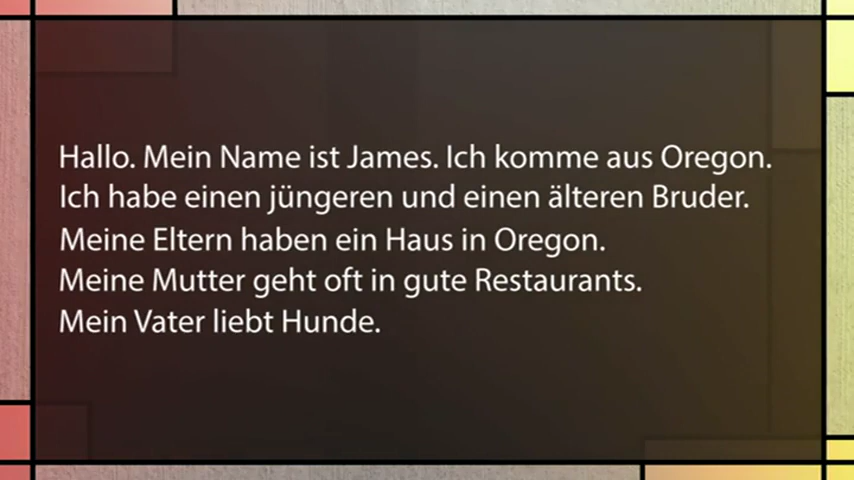 Hallo. Mein Name ist James. Ich komme aus Oregon.
Ich habe einen jüngeren und einen älteren Bruder.
Meine Eltern haben ein Haus in Oregon.
Meine Mutter geht oft in gute Restaurants.
Mein Vater liebt Hunde.